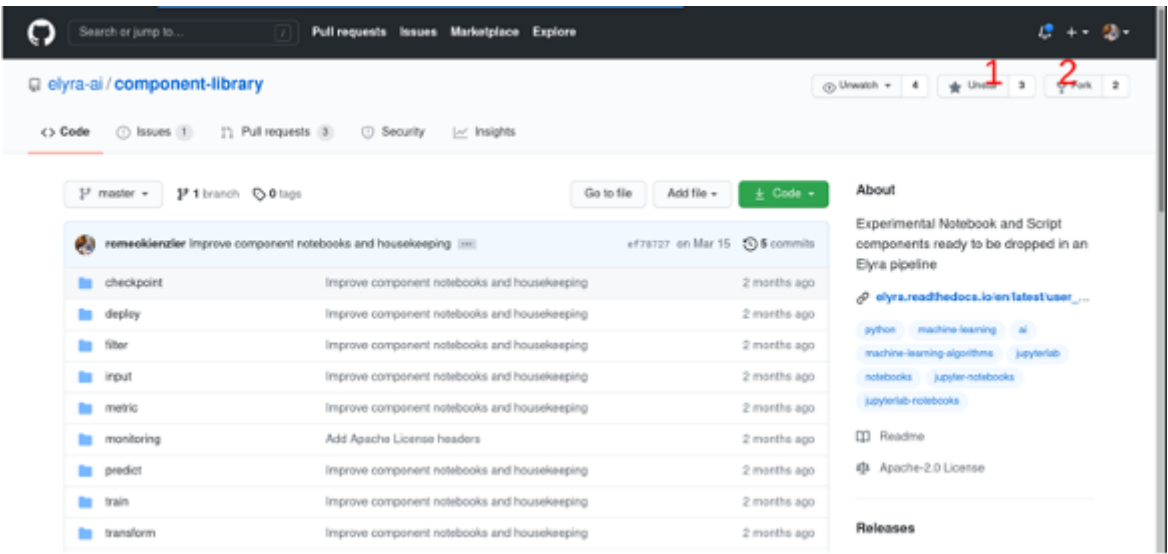 Search or jump to... / Pull requests Issues Marketplace Explore
1 2
elyra-ai / component-library Unwatch 4 Unstar 3 Fork 2
Code Issues 1 Pull requests 3 Security Insights
master 1 branch 0 tags Go to file Add file Code
About
Experimental Notebook and Script
components ready to be dropped in an
Elyra pipeline
elyra.readthedocs.io/en/latest/user_...
python machine-learning ai
machine-learning-algorithms jupyterlab
notebooks jupyter-notebooks
jupyterlab-notebooks
Readme
Apache-2.0 License
Releases
romeokienzler Improve component notebooks and housekeeping ... ef78727 on Mar 15 5 commits
checkpoint Improve component notebooks and housekeeping 2 months ago
deploy Improve component notebooks and housekeeping 2 months ago
filter Improve component notebooks and housekeeping 2 months ago
input Improve component notebooks and housekeeping 2 months ago
metric Improve component notebooks and housekeeping 2 months ago
monitoring Add Apache License headers 2 months ago
predict Improve component notebooks and housekeeping 2 months ago
train Improve component notebooks and housekeeping 2 months ago
transform Improve component notebooks and housekeeping 2 months ago